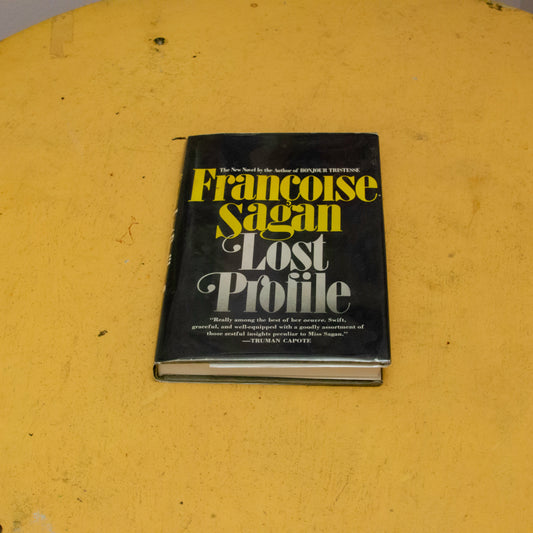 The New Novel by the Author of BONJOUR TRISTESSE
Françoise
Sagan
Lost
Profile
"Really among the best of her oeuvre. Swift,
graceful, and well-equipped with a goodly assortment of
those restful insights peculiar to Miss Sagan."
—TRUMAN CAPOTE